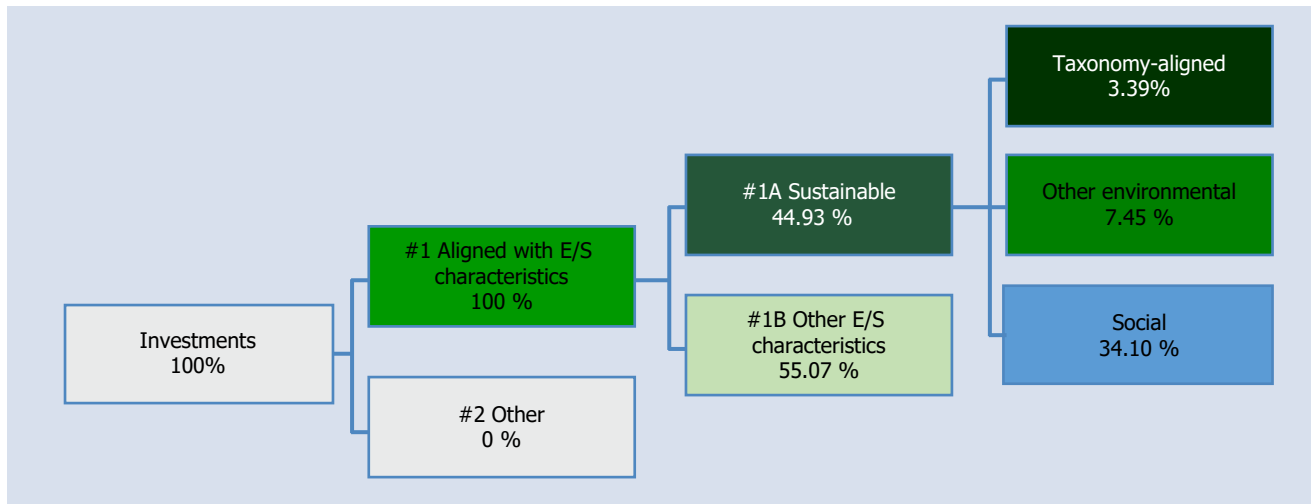 Investments
100%
#1 Aligned with E/S
characteristics
100 %
#2 Other
0 %
#1A Sustainable
44.93 %
#1B Other E/S
characteristics
55.07 %
Taxonomy-aligned
3.39%
Other environmental
7.45 %
Social
34.10 %